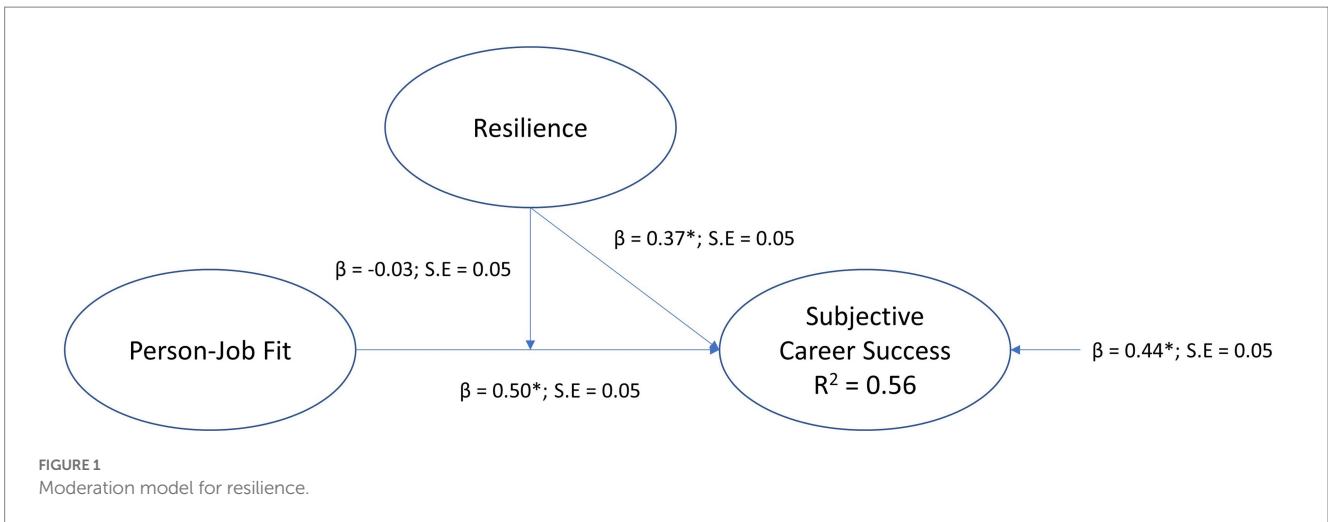 Resilience
β = 0.37*; S.E = 0.05
β = -0.03; S.E = 0.05
Person-Job Fit
Subjective
Career Success
R² = 0.56
β = 0.44*; S.E = 0.05
β = 0.50*; S.E = 0.05
FIGURE 1
Moderation model for resilience.